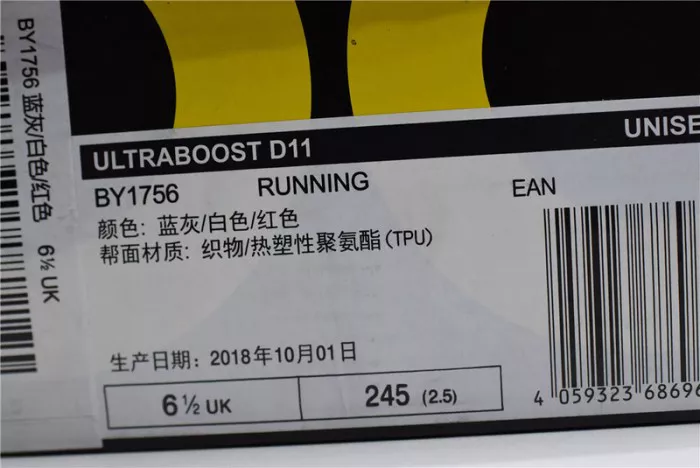 BY1756 蓝灰/白色/红色 6½ UK
ULTRABOOST D11
BY1756 RUNNING EAN
颜色: 蓝灰/白色/红色
帮面材质: 织物/热塑性聚氨酯(TPU)
生产日期: 2018年10月01日
6½ UK 245 (2.5)
4 059323